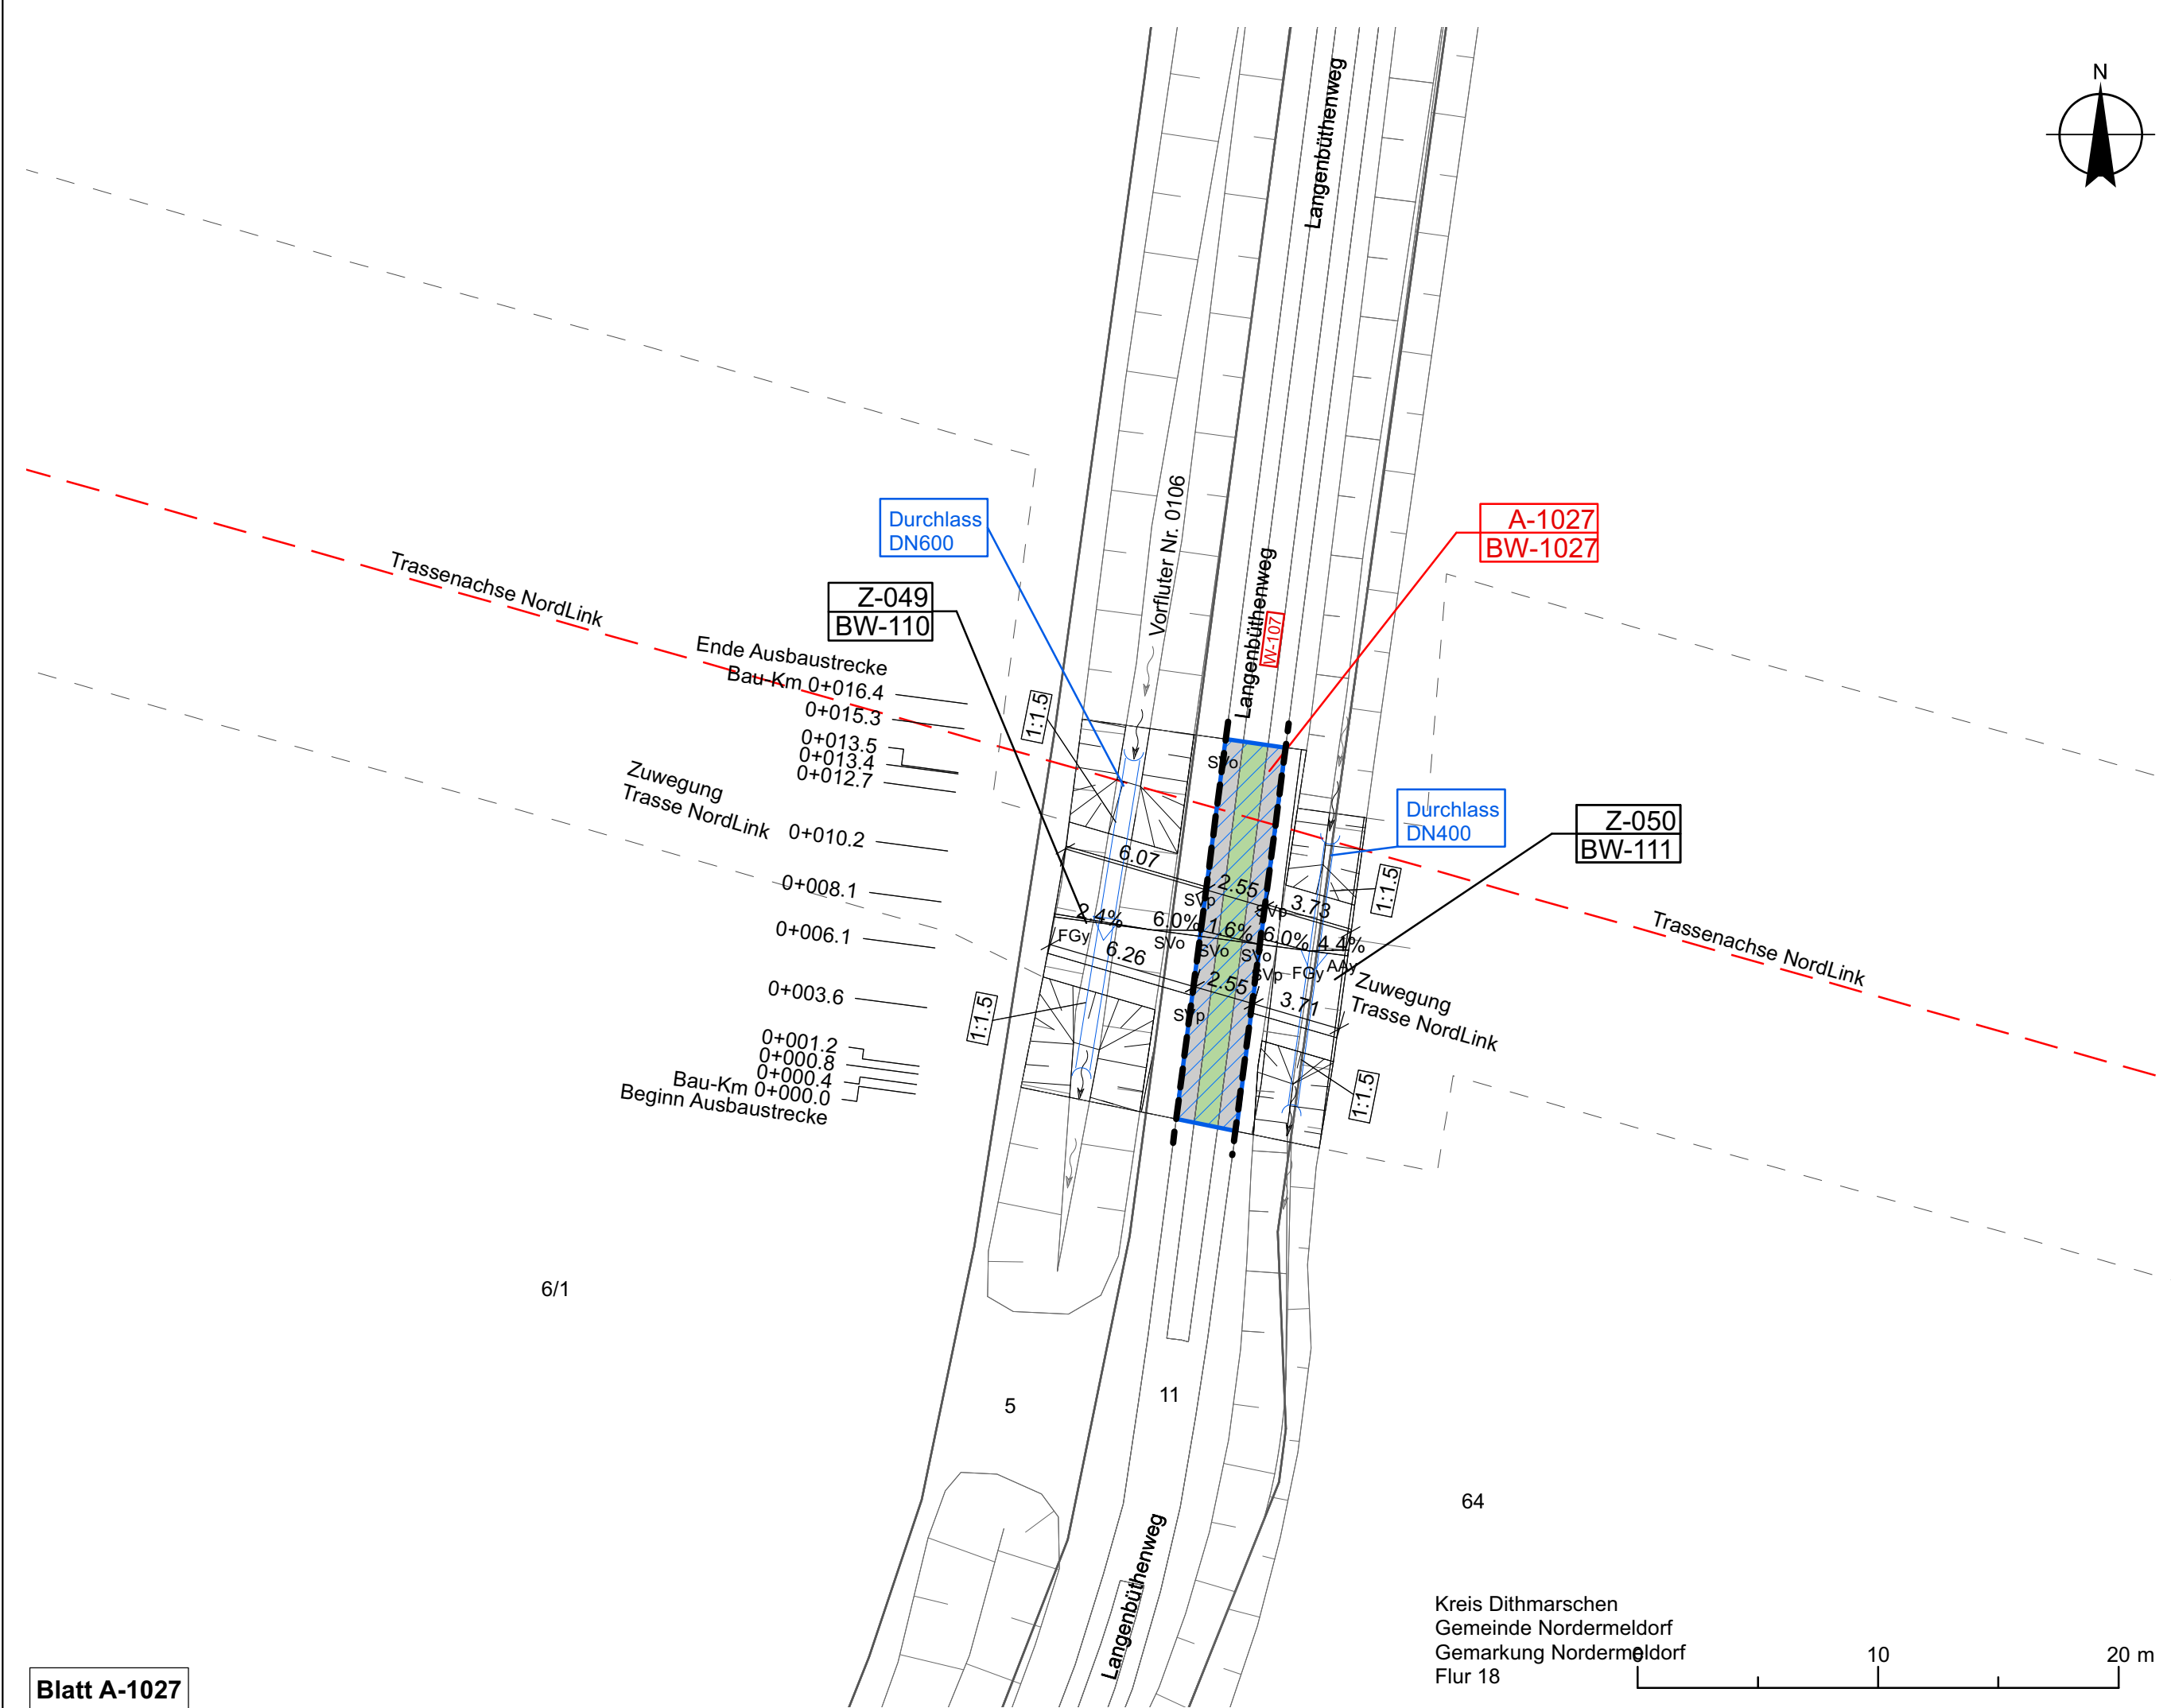 N
Langenbüthenweg
Vorfluter Nr. 0106
Durchlass
DN600
A-1027
BW-1027
Trassenachse NordLink
Z-049
BW-110
Langenbüthenweg
W-107
Ende Ausbaustrecke
Bau-Km 0+016.4
0+015.3
0+013.5
0+013.4
0+012.7
1:1.5
SVo
Zuwegung
Trasse NordLink
0+010.2
Durchlass
DN400
Z-050
BW-111
6.07
2.55
3.73
1:1.5
0+008.1
SVp
SVp
2.4%
6.0%
1.6%
6.0%
4.4%
Trassenachse NordLink
0+006.1
FGy
SVo
SVo
SVo
6.26
SVp
FGy
AAy
2.55
3.71
Zuwegung
Trasse NordLink
0+003.6
1:1.5
SVp
0+001.2
0+000.8
0+000.4
Bau-Km 0+000.0
Beginn Ausbaustrecke
1:1.5
6/1
5
11
64
Langenbüthenweg
Kreis Dithmarschen
Gemeinde Nordermeldorf
Gemarkung Nordermeldorf
Flur 18
0 10 20 m
Blatt A-1027